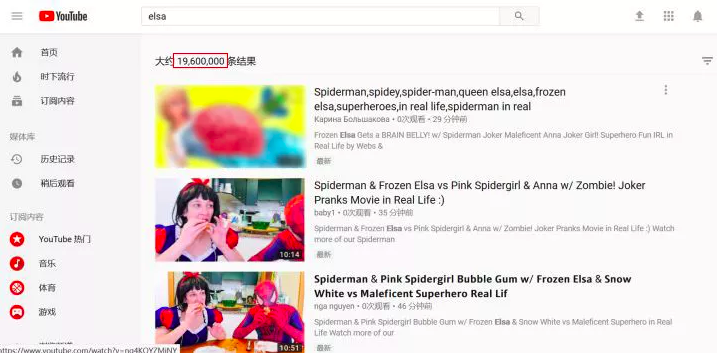 YouTube
elsa
首页
时下流行
订阅内容
媒体库
历史记录
稍后观看
订阅内容
YouTube 热门
音乐
体育
游戏
大约 19,600,000 条结果
Spiderman,spidey,spider-man,queen elsa,elsa,frozen
elsa,superheroes,in real life,spiderman in real
Карина Большакова • 0次观看 • 29 分钟前
Frozen Elsa Gets a BRAIN BELLY! w/ Spiderman Joker Maleficent Anna Joker Girl! Superhero Fun IRL in
Real Life by Webs &
最新
10:14
Spiderman & Frozen Elsa vs Pink Spidergirl & Anna w/ Zombie! Joker
Pranks Movie in Real Life :)
baby1 • 0次观看 • 35 分钟前
Spiderman & Frozen Elsa vs Pink Spidergirl & Anna w/ Zombie! Joker Pranks Movie in Real Life :) Watch
more of our Spiderman
最新
10:51
Spiderman & Pink Spidergirl Bubble Gum w/ Frozen Elsa & Snow
White vs Maleficent Superhero Real Lif
nga nguyen • 0次观看 • 46 分钟前
Spiderman & Pink Spidergirl Bubble Gum w/ Frozen Elsa & Snow White vs Maleficent Superhero in Real
Life Watch more of our
最新